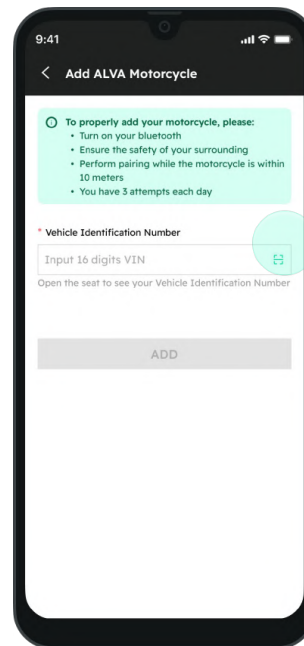 9:41
Add ALVA Motorcycle
To properly add your motorcycle, please:
• Turn on your bluetooth
• Ensure the safety of your surrounding
• Perform pairing while the motorcycle is within
10 meters
• You have 3 attempts each day
* Vehicle Identification Number
Input 16 digits VIN
Open the seat to see your Vehicle Identification Number
ADD